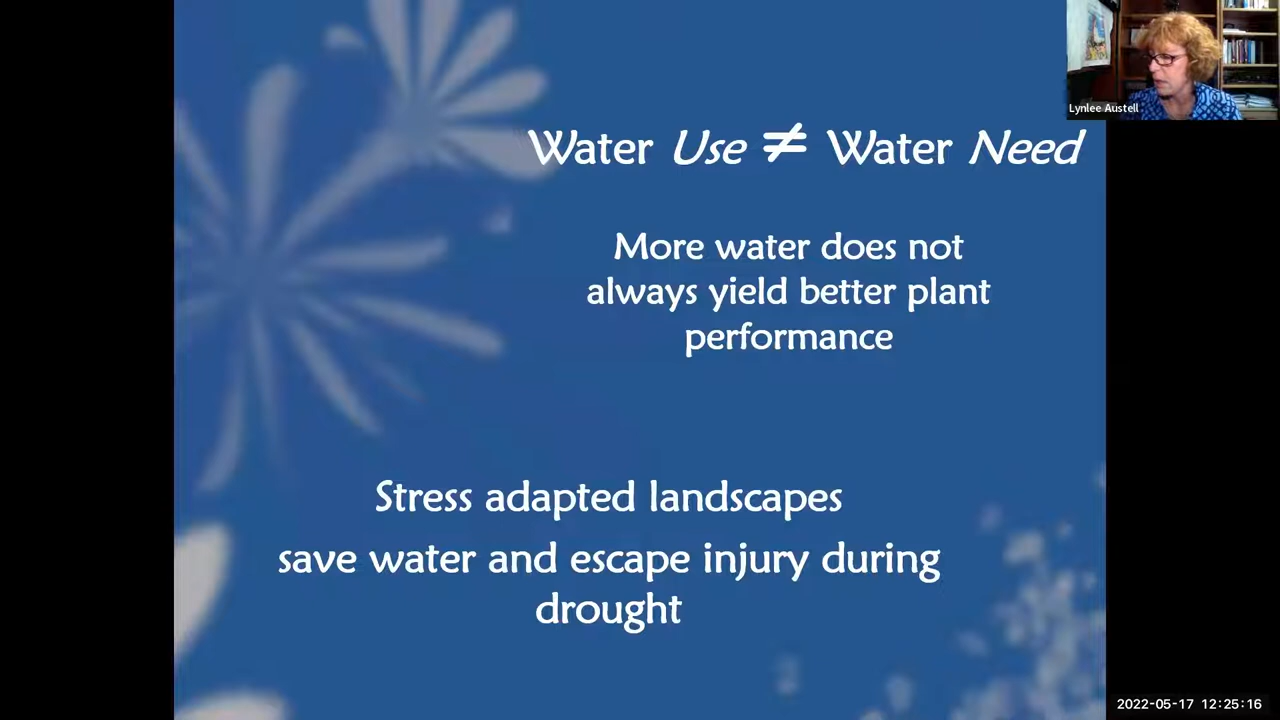 Lynlee Austell
Water Use ≠ Water Need
More water does not
always yield better plant
performance
Stress adapted landscapes
save water and escape injury during
drought
2022-05-17 12:25:16